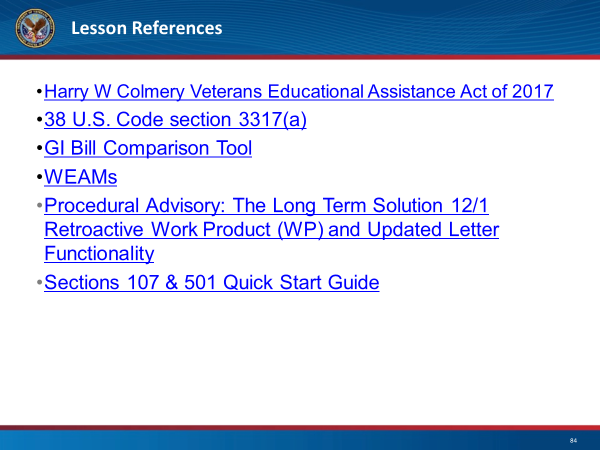 Lesson References
•Harry W Colmery Veterans Educational Assistance Act of 2017
•38 U.S. Code section 3317(a)
•GI Bill Comparison Tool
•WEAMs
•Procedural Advisory: The Long Term Solution 12/1
Retroactive Work Product (WP) and Updated Letter
Functionality
•Sections 107 & 501 Quick Start Guide
84